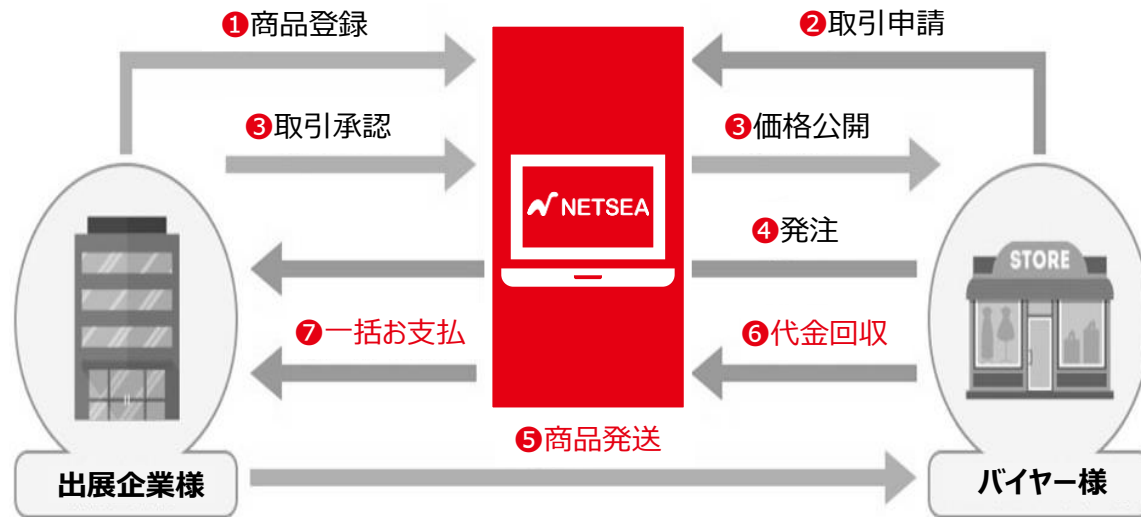 ❶商品登録
❷取引申請
❸取引承認
❸価格公開
NETSEA
❹発注
STORE
❼一括お支払
❻代金回収
❺商品発送
出展企業様
バイヤー様